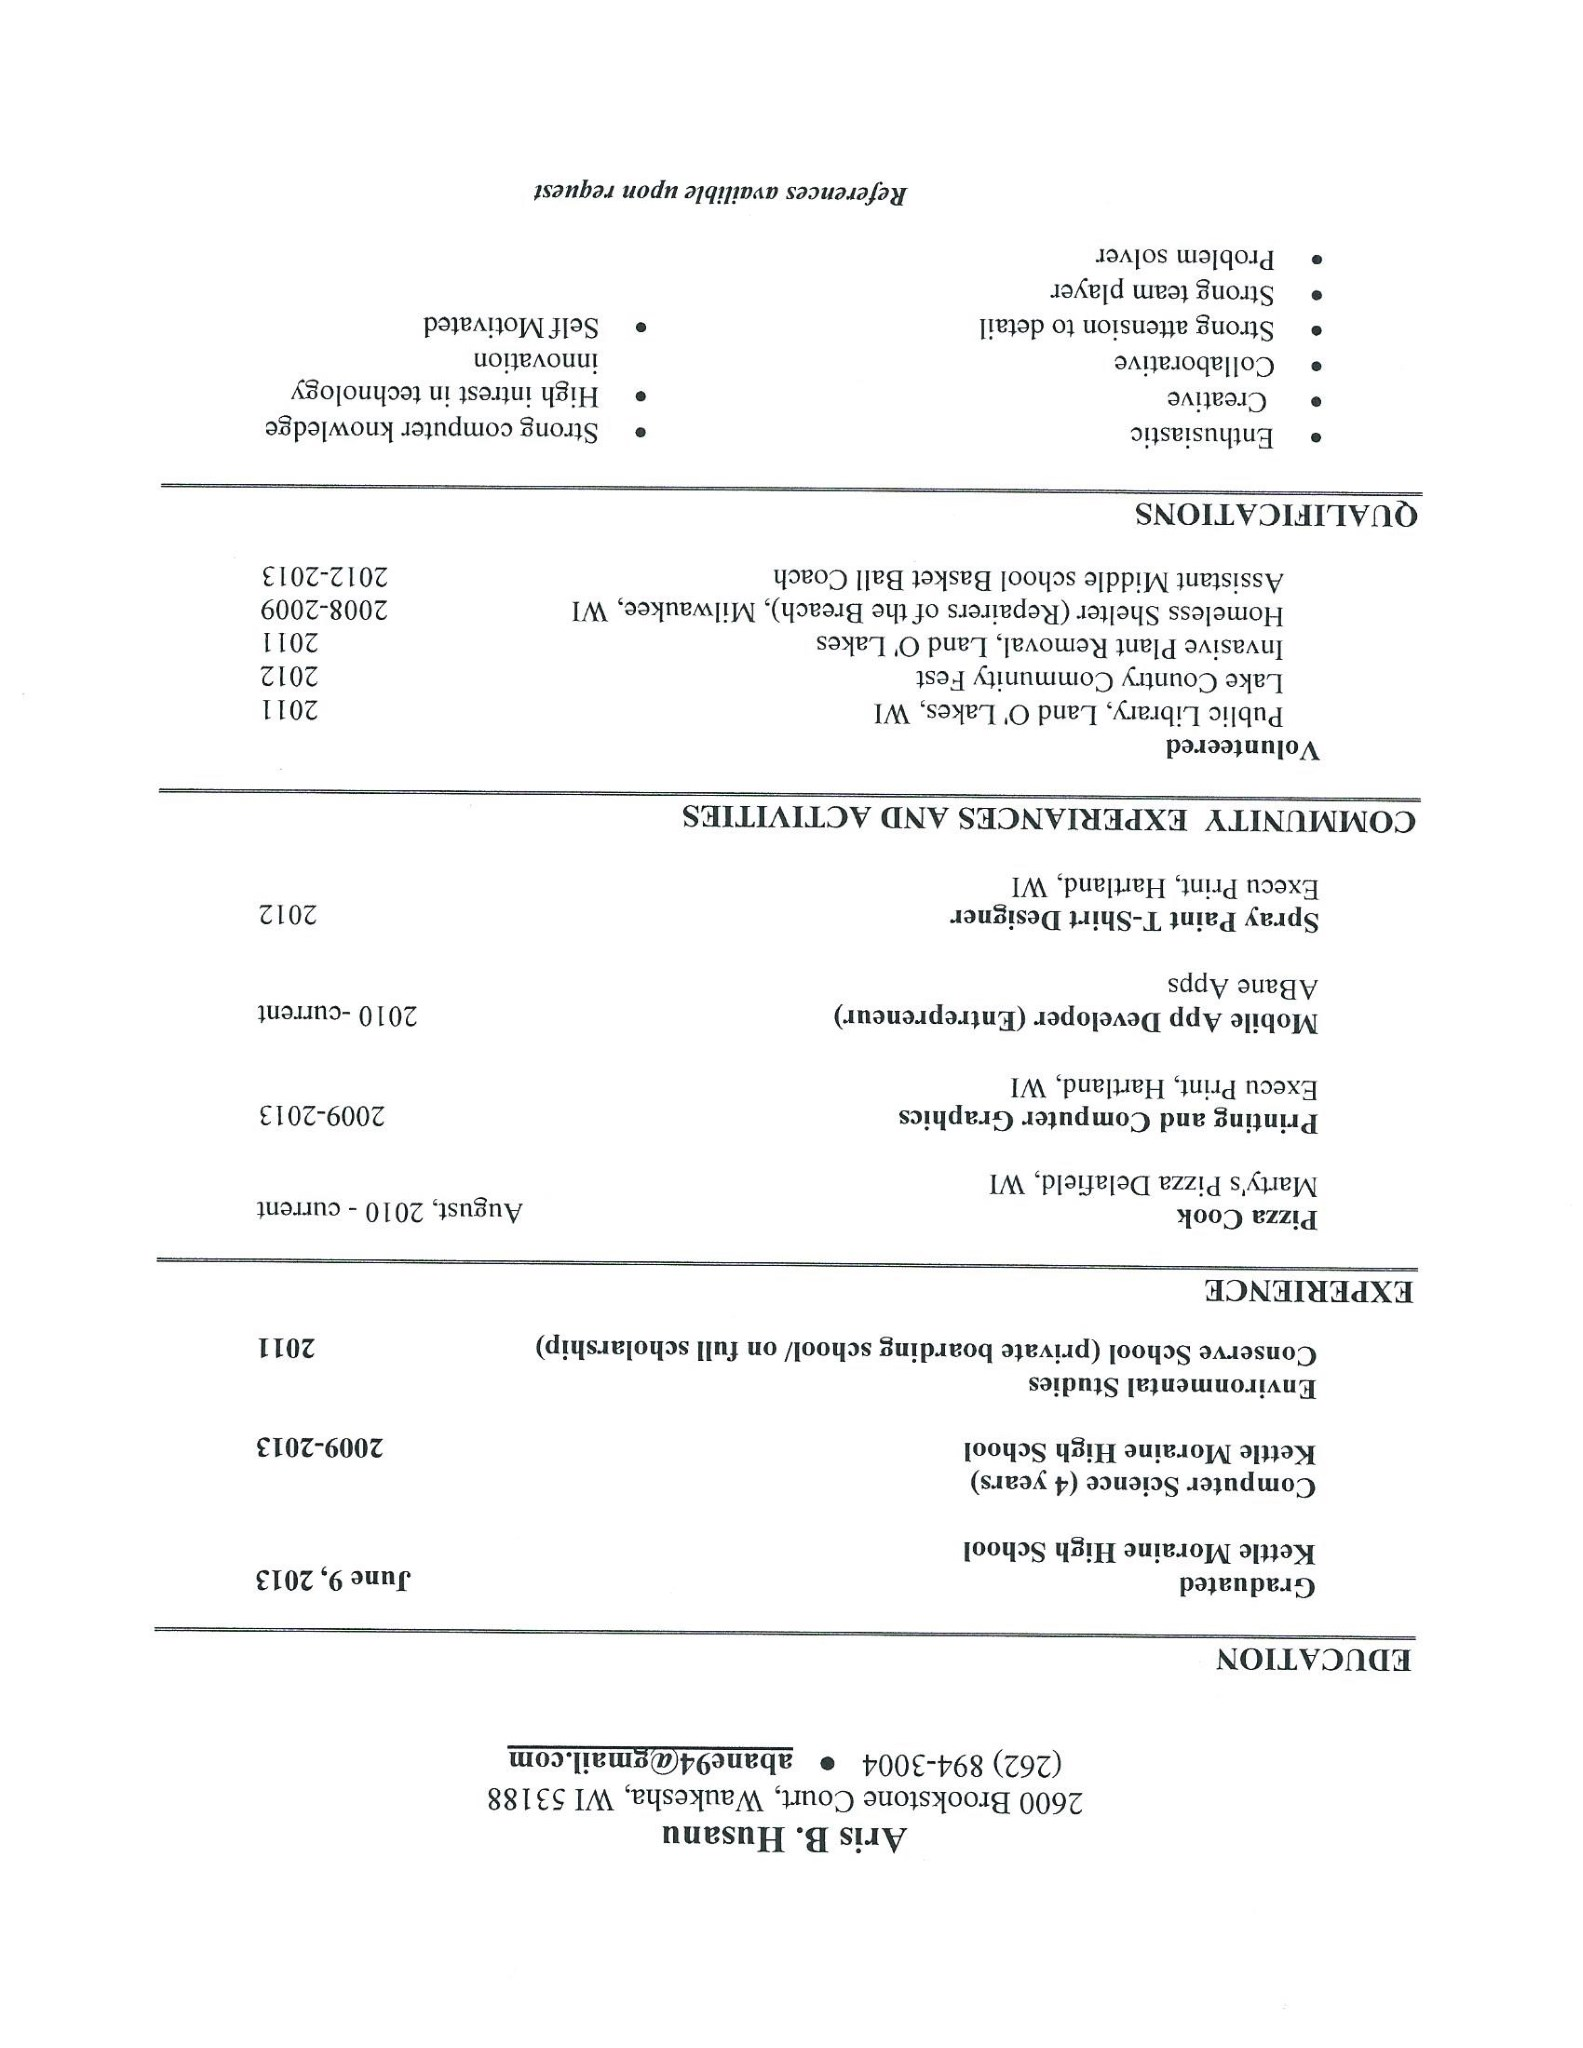 Aris B. Husanu
2600 Brookstone Court, Waukesha, WI 53188
(262) 894-3004 • abane94@gmail.com
EDUCATION
Graduated
Kettle Moraine High School June 9, 2013
Computer Science (4 years)
Kettle Moraine High School 2009-2013
Environmental Studies
Conserve School (private boarding school/ on full scholarship) 2011
EXPERIENCE
Pizza Cook August, 2010 - current
Marty's Pizza Delafield, WI
Printing and Computer Graphics 2009-2013
Execu Print, Hartland, WI
Mobile App Developer (Entrepreneur) 2010 -current
ABane Apps
Spray Paint T-Shirt Designer 2012
Execu Print, Hartland, WI
COMMUNITY EXPERIANCES AND ACTIVITIES
Volunteered
Public Library, Land O' Lakes, WI 2011
Lake Country Community Fest 2012
Invasive Plant Removal, Land O' Lakes 2011
Homeless Shelter (Repairers of the Breach), Milwaukee, WI 2008-2009
Assistant Middle school Basket Ball Coach 2012-2013
QUALIFICATIONS
• Enthusiastic
• Creative
• Collaborative
• Strong attension to detail
• Strong team player
• Problem solver
• Strong computer knowledge
• High intrest in technology
innovation
• Self Motivated
References availible upon request